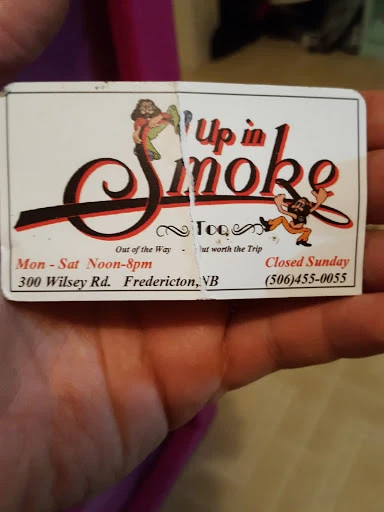 Up in
Smoke
Too
Out of the Way - But worth the Trip
Mon - Sat Noon-8pm Closed Sunday
300 Wilsey Rd. Fredericton, NB (506)455-0055